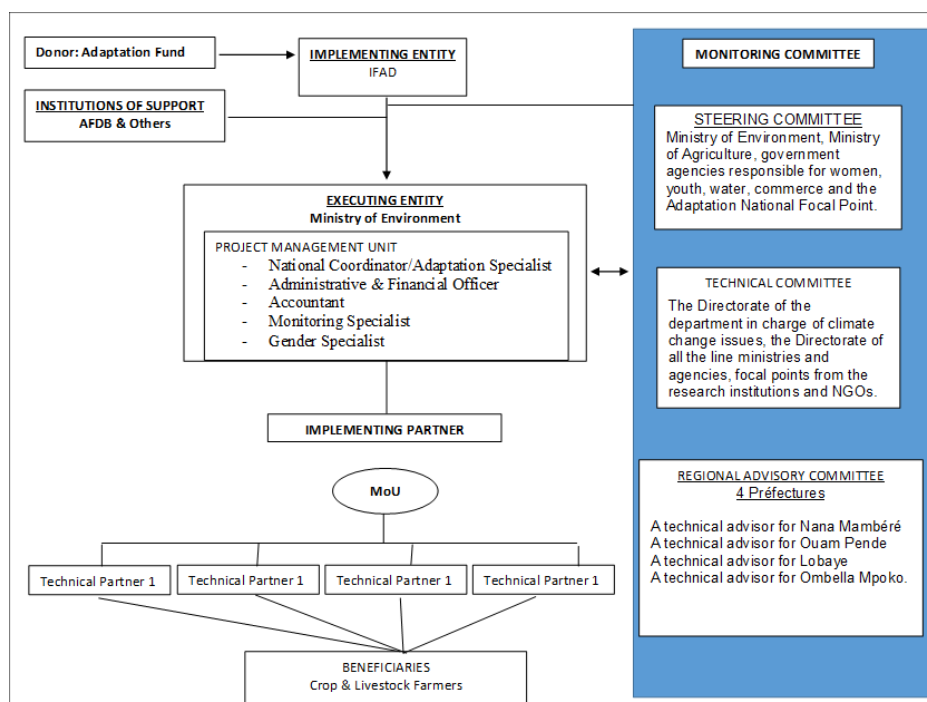 Donor: Adaptation Fund
IMPLEMENTING ENTITY
IFAD
INSTITUTIONS OF SUPPORT
AFDB & Others
EXECUTING ENTITY
Ministry of Environment
PROJECT MANAGEMENT UNIT
- National Coordinator/Adaptation Specialist
- Administrative & Financial Officer
- Accountant
- Monitoring Specialist
- Gender Specialist
IMPLEMENTING PARTNER
MoU
Technical Partner 1
Technical Partner 1
Technical Partner 1
Technical Partner 1
BENEFICIARIES
Crop & Livestock Farmers
MONITORING COMMITTEE
STEERING COMMITTEE
Ministry of Environment, Ministry
of Agriculture, government
agencies responsible for women,
youth, water, commerce and the
Adaptation National Focal Point.
TECHNICAL COMMITTEE
The Directorate of the
department in charge of climate
change issues, the Directorate of
all the line ministries and
agencies, focal points from the
research institutions and NGOs.
REGIONAL ADVISORY COMMITTEE
4 Préfectures
A technical advisor for Nana Mambéré
A technical advisor for Ouam Pende
A technical advisor for Lobaye
A technical advisor for Ombella Mpoko.